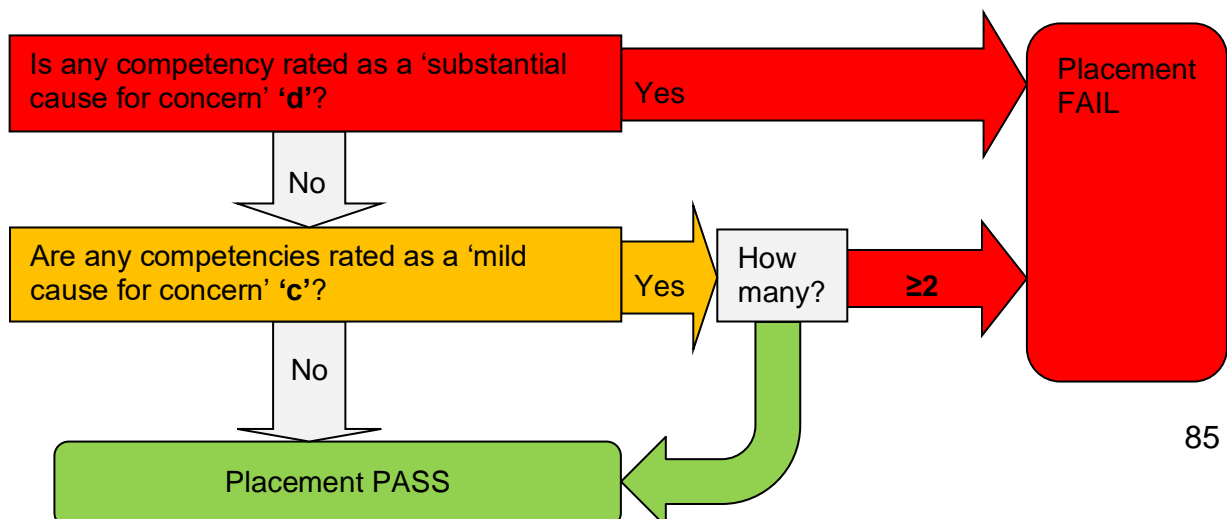 Is any competency rated as a ‘substantial
cause for concern’ ‘d’?
Yes
Placement
FAIL
No
Are any competencies rated as a ‘mild
cause for concern’ ‘c’?
Yes
How
many?
≥2
No
Placement PASS
85